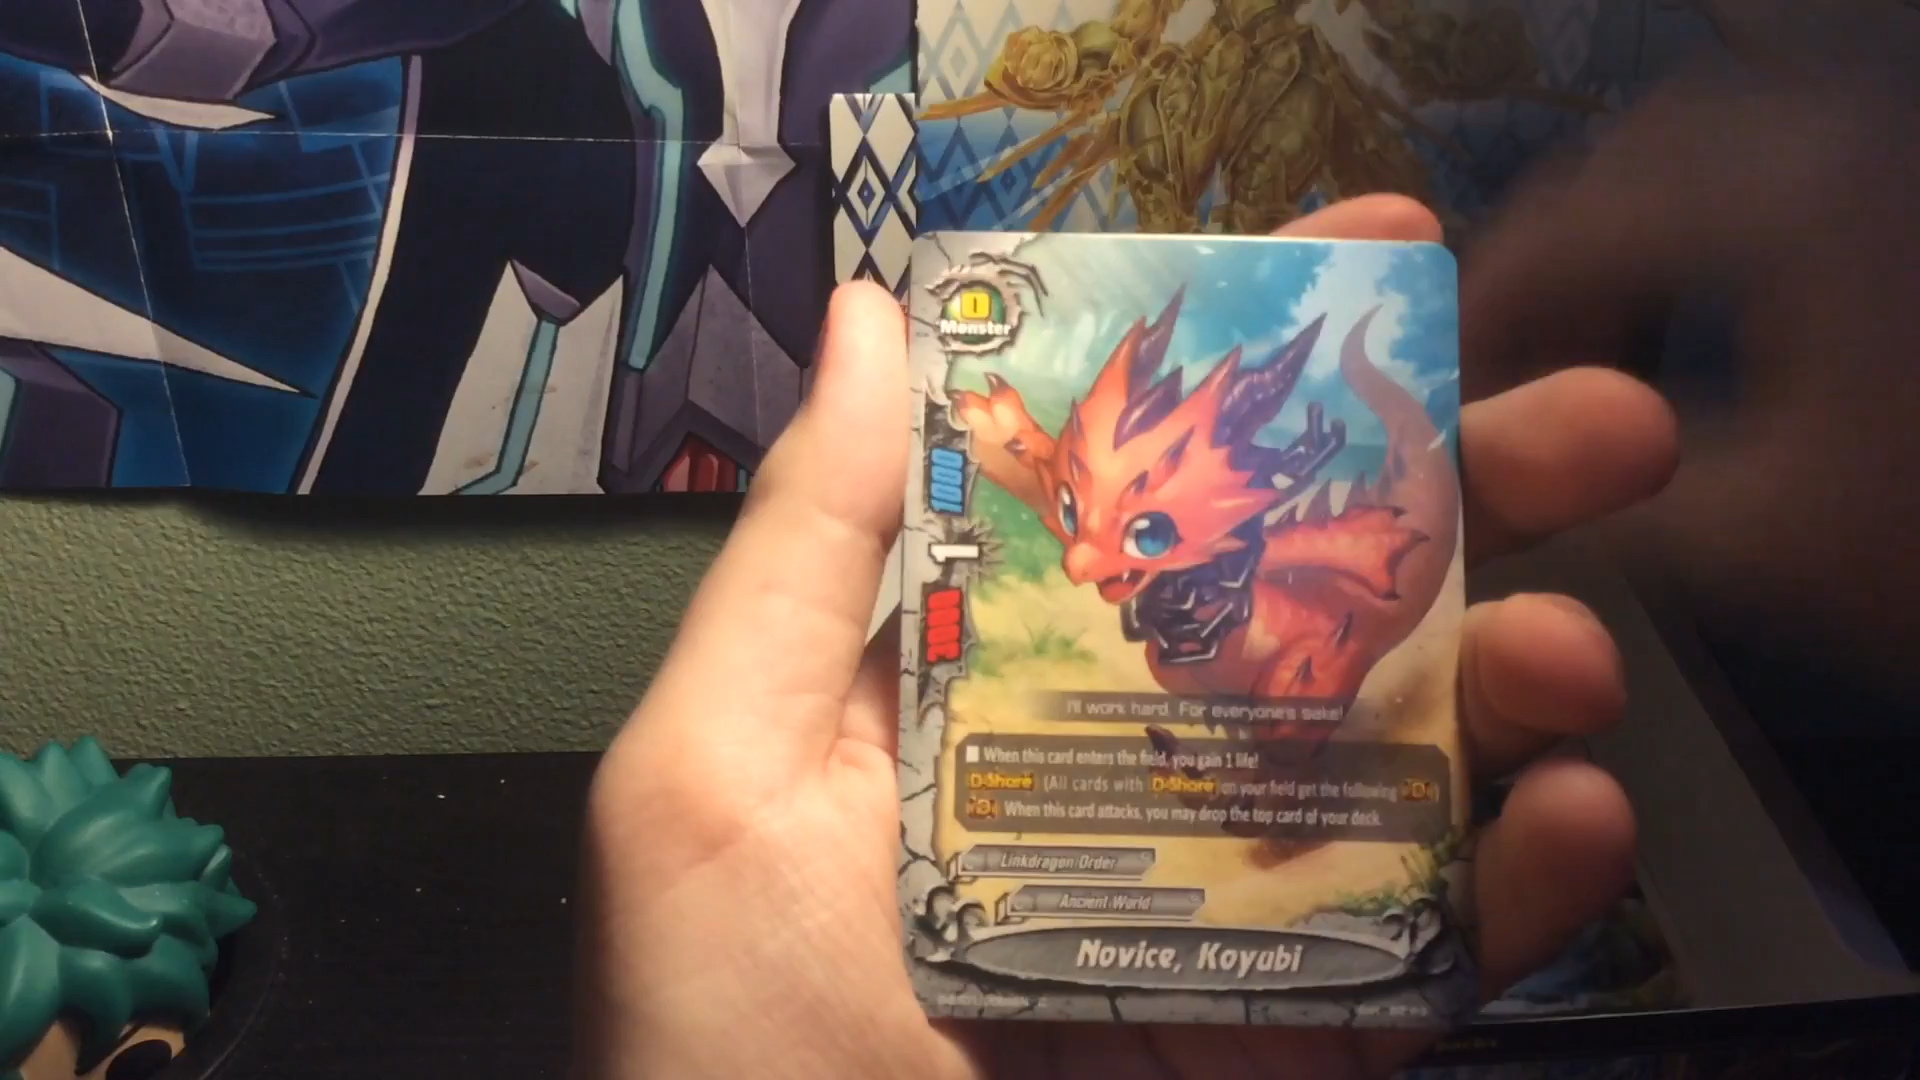 0
Monster
1000
1
I'll work hard. For everyone's sake!
When this card enters the field, you gain 1 life!
D-Share (All cards with D-Share on your field get the following D)
D When this card attacks, you may drop the top card of your deck.
Linkdragon Order
Ancient World
Novice, Koyubi